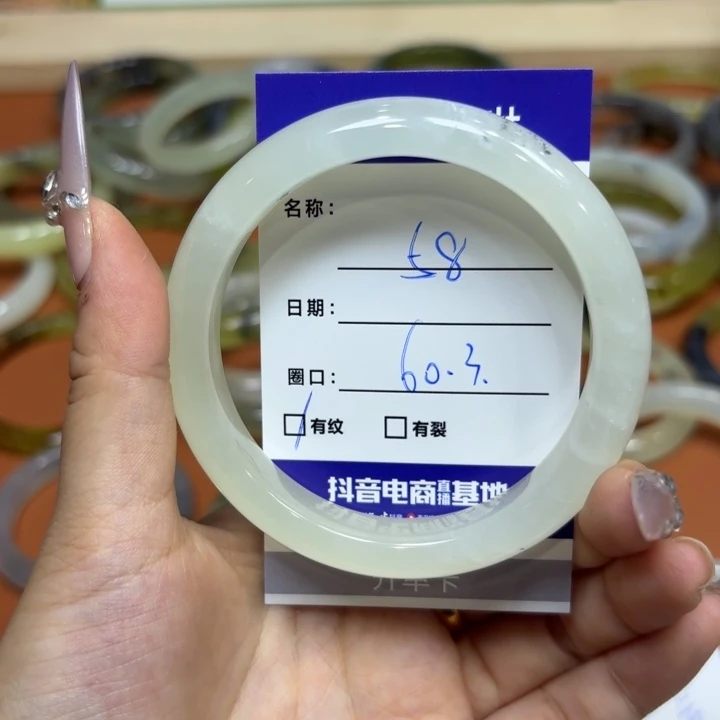 名称： 58
日期：
圈口： 60.3.
有纹 有裂
抖音电商直播基地